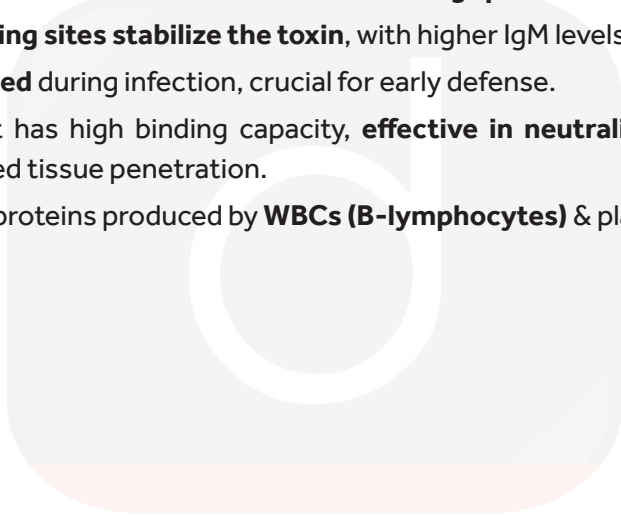 ing sites stabilize the toxin, with higher IgM levels
ed during infection, crucial for early defense.
t has high binding capacity, effective in neutrali
ed tissue penetration.
proteins produced by WBCs (B-lymphocytes) & pla